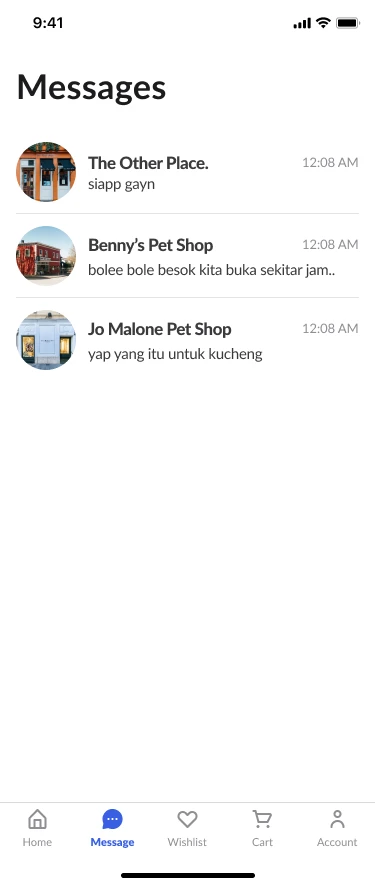 9:41
Messages
The Other Place.
12:08 AM
siapp gayn
Benny’s Pet Shop
12:08 AM
bolee bole besok kita buka sekitar jam..
Jo Malone Pet Shop
12:08 AM
yap yang itu untuk kucheng
Home
Message
Wishlist
Cart
Account